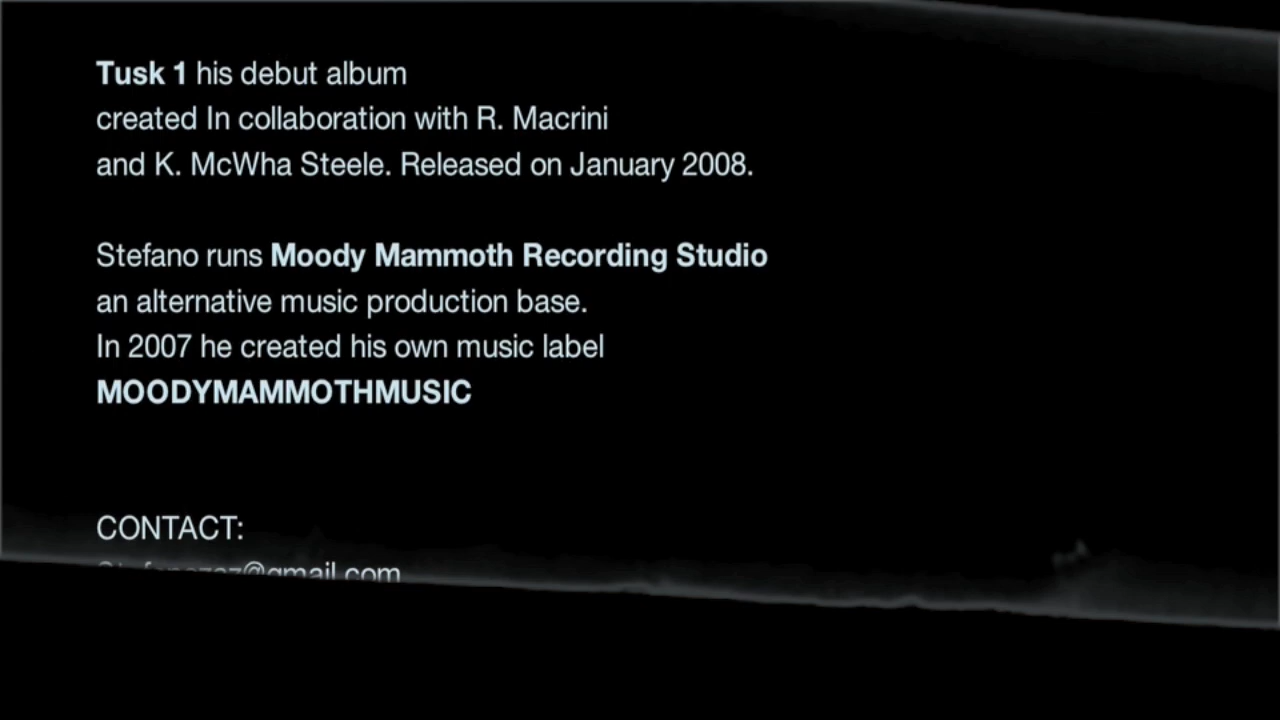 Tusk 1 his debut album
created In collaboration with R. Macrini
and K. McWha Steele. Released on January 2008.
Stefano runs Moody Mammoth Recording Studio
an alternative music production base.
In 2007 he created his own music label
MOODYMAMMOTHMUSIC
CONTACT: